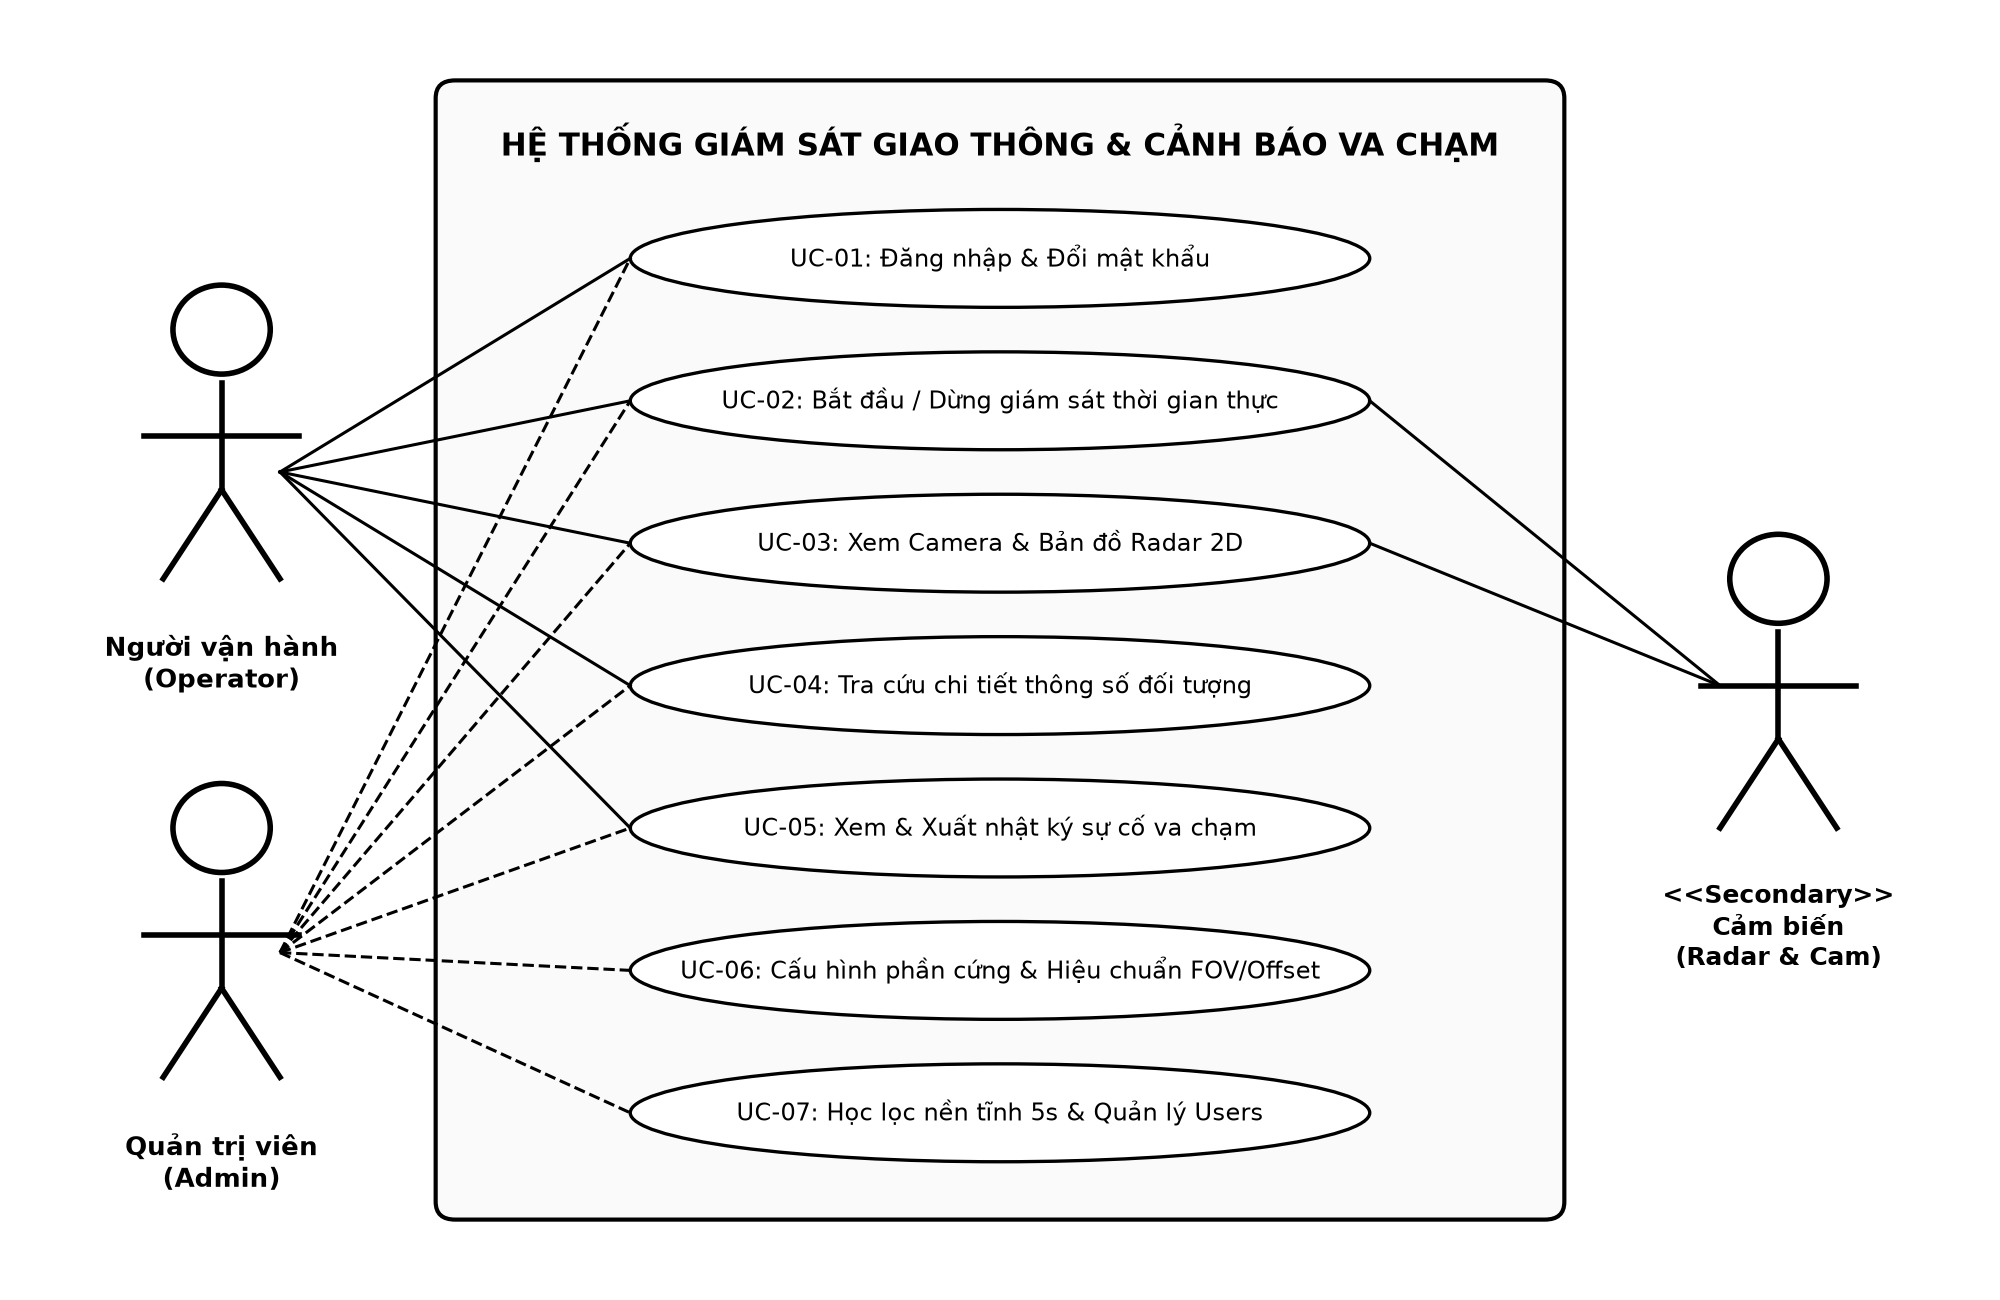 HỆ THỐNG GIÁM SÁT GIAO THÔNG & CẢNH BÁO VA CHẠM
UC-01: Đăng nhập & Đổi mật khẩu
UC-02: Bắt đầu / Dừng giám sát thời gian thực
UC-03: Xem Camera & Bản đồ Radar 2D
UC-04: Tra cứu chi tiết thông số đối tượng
UC-05: Xem & Xuất nhật ký sự cố va chạm
UC-06: Cấu hình phần cứng & Hiệu chuẩn FOV/Offset
UC-07: Học lọc nền tĩnh 5s & Quản lý Users
Người vận hành
(Operator)
Quản trị viên
(Admin)
<<Secondary>>
Cảm biến
(Radar & Cam)